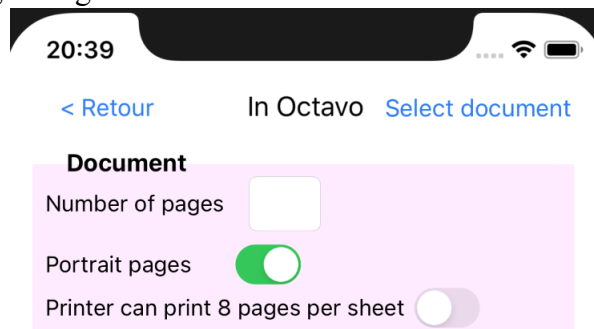 20:39
< Retour In Octavo Select document
Document
Number of pages
Portrait pages
Printer can print 8 pages per sheet